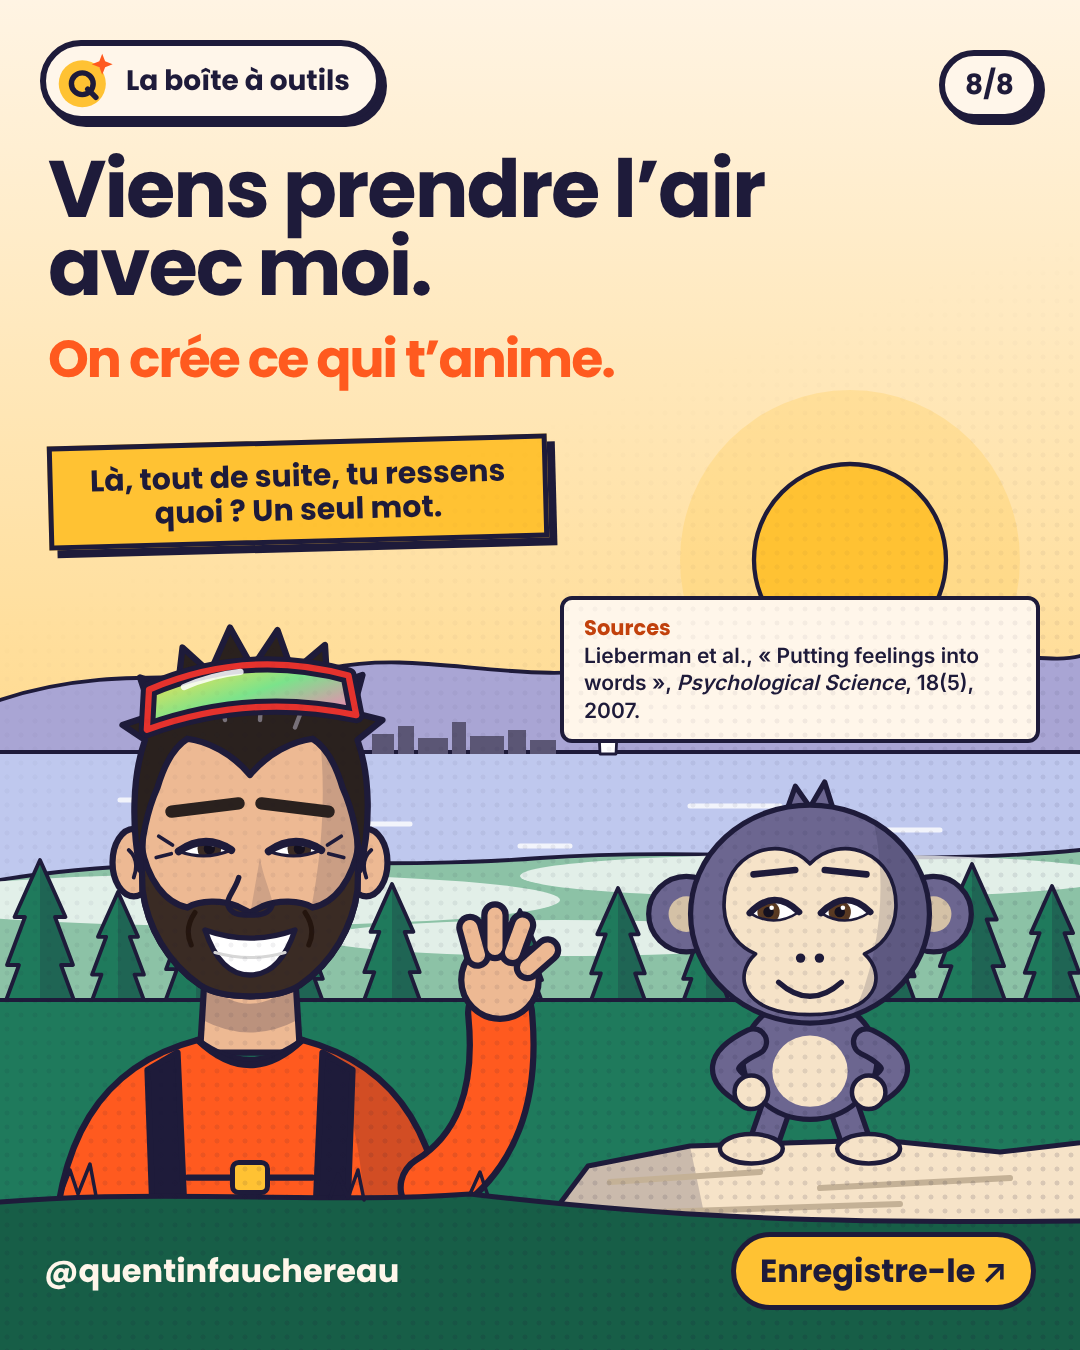 Q
La boîte à outils
8/8
Viens prendre l’air
avec moi.
On crée ce qui t’anime.
Là, tout de suite, tu ressens
quoi ? Un seul mot.
Sources
Lieberman et al., « Putting feelings into
words », Psychological Science, 18(5),
2007.
@quentinfauchereau
Enregistre-le ↗